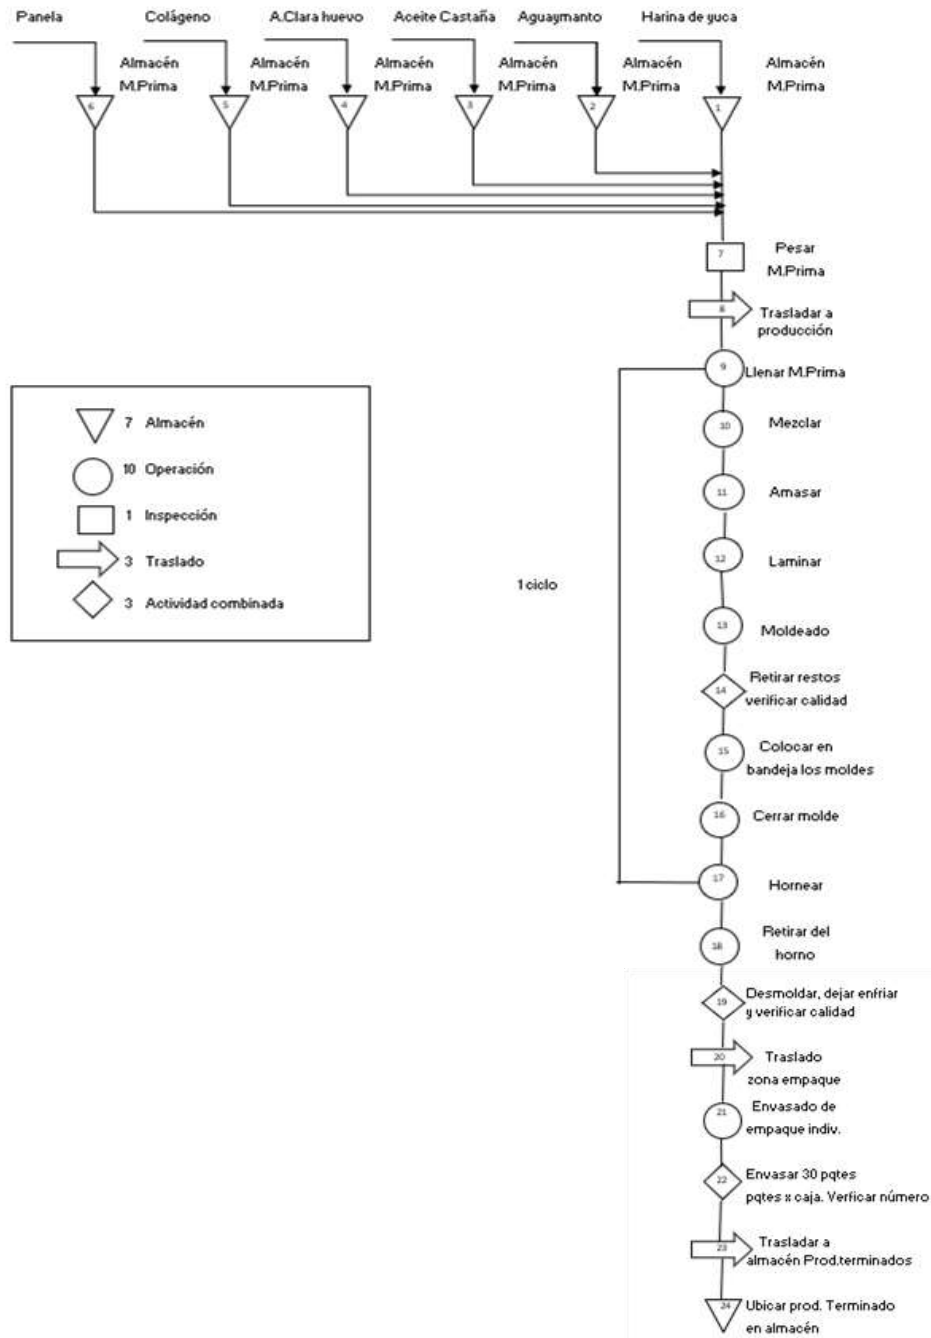 Panela
Colágeno
A.Clara huevo
Aceite Castaña
Aguaymanto
Harina de yuca
Almacén
M.Prima
Almacén
M.Prima
Almacén
M.Prima
Almacén
M.Prima
Almacén
M.Prima
Almacén
M.Prima
6
5
4
3
2
1
7
Pesar
M.Prima
8
Trasladar a
producción
9
Llenar M.Prima
10
Mezclar
11
Amasar
12
Laminar
13
Moldeado
14
Retirar restos
verificar calidad
15
Colocar en
bandeja los moldes
16
Cerrar molde
17
Hornear
18
Retirar del
horno
19
Desmoldar, dejar enfriar
y verificar calidad
20
Traslado
zona empaque
21
Envasado de
empaque indiv.
22
Envasar 30 pqtes
pqtes x caja. Verficar número
23
Trasladar a
almacén Prod.terminados
24
Ubicar prod. Terminado
en almacén
1 ciclo
7 Almacén
10 Operación
1 Inspección
3 Traslado
3 Actividad combinada